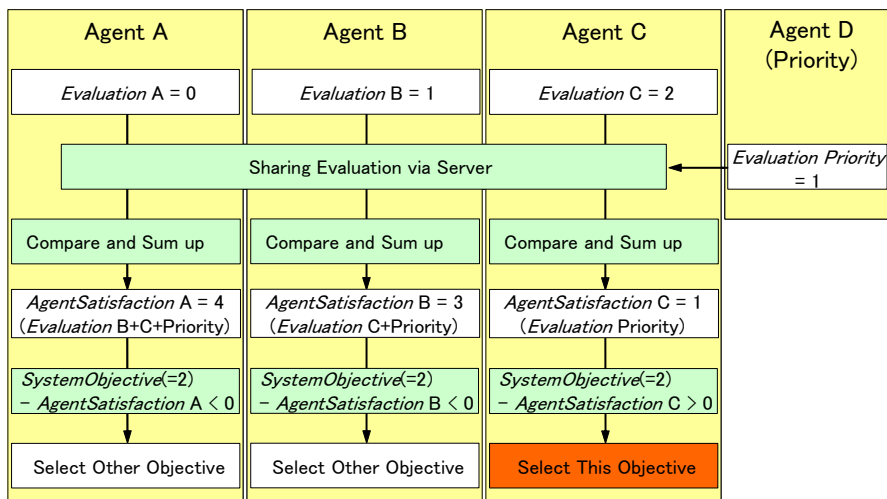 Agent A
Agent B
Agent C
Agent D
(Priority)
Evaluation A = 0
Evaluation B = 1
Evaluation C = 2
Sharing Evaluation via Server
Evaluation Priority
= 1
Compare and Sum up
Compare and Sum up
Compare and Sum up
AgentSatisfaction A = 4
(Evaluation B+C+Priority)
AgentSatisfaction B = 3
(Evaluation C+Priority)
AgentSatisfaction C = 1
(Evaluation Priority)
SystemObjective(=2)
- AgentSatisfaction A < 0
SystemObjective(=2)
- AgentSatisfaction B < 0
SystemObjective(=2)
- AgentSatisfaction C > 0
Select Other Objective
Select Other Objective
Select This Objective